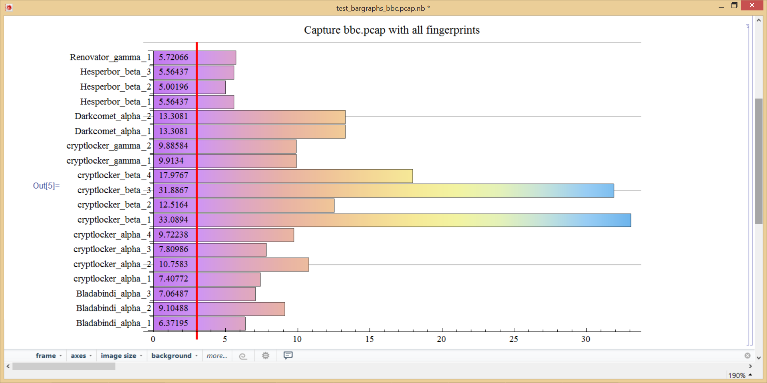 test_bargraphs_bbc.pcap.nb *
Capture bbc.pcap with all fingerprints
Renovator_gamma_1 5.72066
Hesperbor_beta_3 5.56437
Hesperbor_beta_2 5.00196
Hesperbor_beta_1 5.56437
Darkcomet_alpha_2 13.3081
Darkcomet_alpha_1 13.3081
cryptlocker_gamma_2 9.88584
cryptlocker_gamma_1 9.9134
cryptlocker_beta_4 17.9767
Out[5]= cryptlocker_beta_3 31.8867
cryptlocker_beta_2 12.5164
cryptlocker_beta_1 33.0894
cryptlocker_alpha_4 9.72238
cryptlocker_alpha_3 7.80986
cryptlocker_alpha_2 10.7583
cryptlocker_alpha_1 7.40772
Bladabindi_alpha_3 7.06487
Bladabindi_alpha_2 9.10488
Bladabindi_alpha_1 6.37195
0 5 10 15 20 25 30
frame axes image size background more...
190%